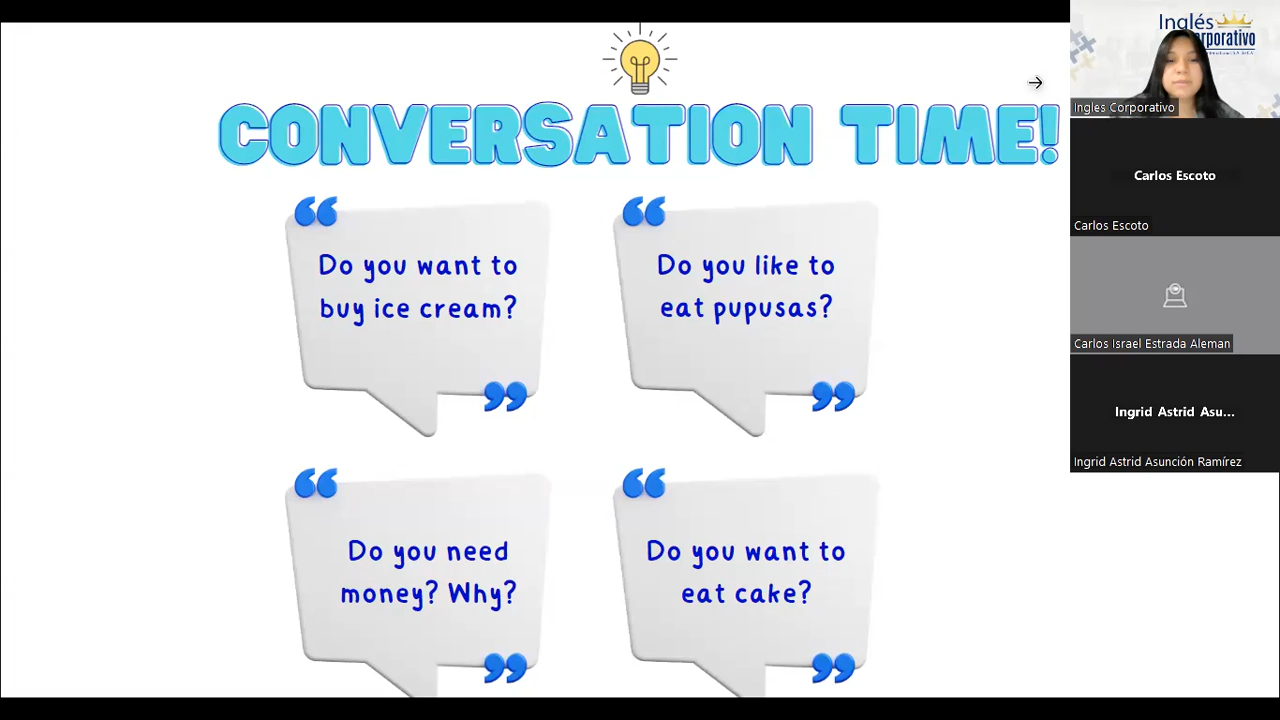 CONVERSATION TIME!
Do you want to
buy ice cream?
Do you like to
eat pupusas?
Do you need
money? Why?
Do you want to
eat cake?
Inglés
Ingles Corporativo
Carlos Escoto
Carlos Escoto
Carlos Israel Estrada Aleman
Ingrid Astrid Asu...
Ingrid Astrid Asunción Ramírez